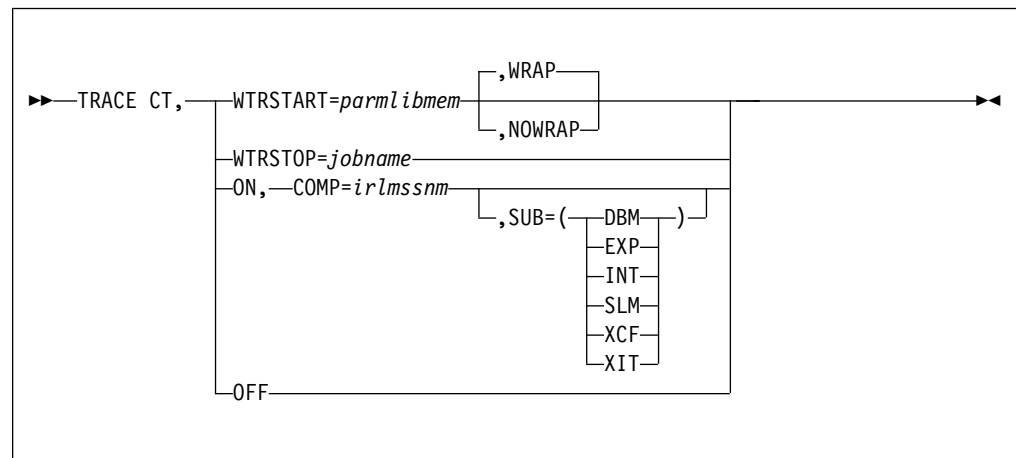 ,WRAP
TRACE CT, WTRSTART=parmlibmem
,NOWRAP
WTRSTOP=jobname
ON, COMP=irlmssnm
,SUB=( DBM )
EXP
INT
SLM
XCF
XIT
OFF